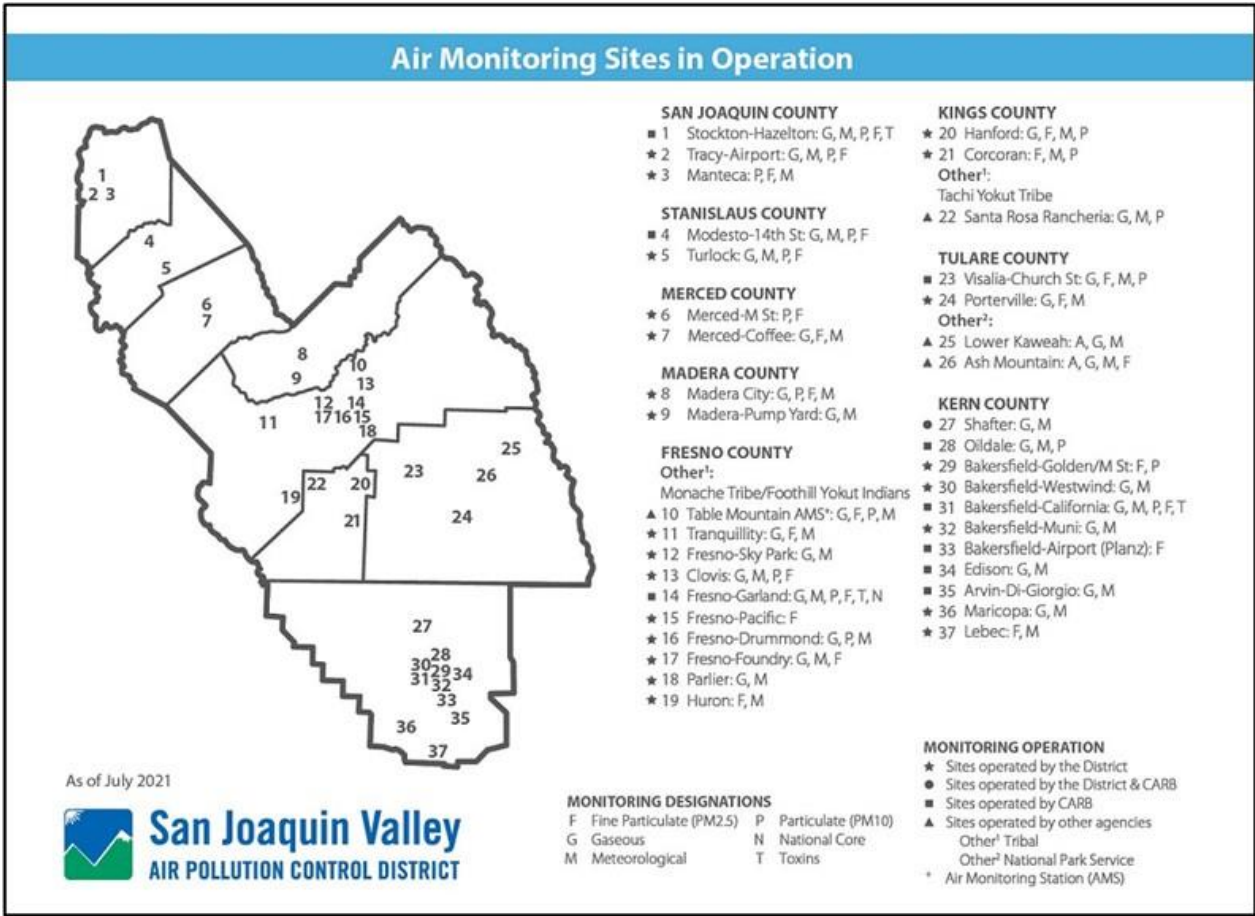 Air Monitoring Sites in Operation
1
2 3
4
5
6
7
8
9
10
13
12 14
11 17 16 15
18
25
23
26
22 20
19
21
24
27
28
30
29 34
31
32
33
35
36
37
SAN JOAQUIN COUNTY
■ 1 Stockton-Hazelton: G, M, P, F, T
★ 2 Tracy-Airport: G, M, P, F
★ 3 Manteca: P, F, M
STANISLAUS COUNTY
■ 4 Modesto-14th St: G, M, P, F
★ 5 Turlock: G, M, P, F
MERCED COUNTY
★ 6 Merced-M St: P, F
★ 7 Merced-Coffee: G,F, M
MADERA COUNTY
★ 8 Madera City: G, P, F, M
★ 9 Madera-Pump Yard: G, M
FRESNO COUNTY
Other¹:
Monache Tribe/Foothill Yokut Indians
▲ 10 Table Mountain AMS*: G, F, P, M
★ 11 Tranquillity: G, F, M
★ 12 Fresno-Sky Park: G, M
★ 13 Clovis: G, M, P, F
■ 14 Fresno-Garland: G, M, P, F, T, N
★ 15 Fresno-Pacific: F
★ 16 Fresno-Drummond: G, P, M
★ 17 Fresno-Foundry: G, M, F
★ 18 Parlier: G, M
★ 19 Huron: F, M
KINGS COUNTY
★ 20 Hanford: G, F, M, P
★ 21 Corcoran: F, M, P
Other¹:
Tachi Yokut Tribe
▲ 22 Santa Rosa Rancheria: G, M, P
TULARE COUNTY
■ 23 Visalia-Church St: G, F, M, P
★ 24 Porterville: G, F, M
Other²:
▲ 25 Lower Kaweah: A, G, M
▲ 26 Ash Mountain: A, G, M, F
KERN COUNTY
● 27 Shafter: G, M
■ 28 Oildale: G, M, P
★ 29 Bakersfield-Golden/M St: F, P
★ 30 Bakersfield-Westwind: G, M
■ 31 Bakersfield-California: G, M, P, F, T
★ 32 Bakersfield-Muni: G, M
■ 33 Bakersfield-Airport (Planz): F
■ 34 Edison: G, M
■ 35 Arvin-Di-Giorgio: G, M
★ 36 Maricopa: G, M
★ 37 Lebec: F, M
As of July 2021
San Joaquin Valley
AIR POLLUTION CONTROL DISTRICT
MONITORING DESIGNATIONS
F Fine Particulate (PM2.5) P Particulate (PM10)
G Gaseous N National Core
M Meteorological T Toxins
MONITORING OPERATION
★ Sites operated by the District
● Sites operated by the District & CARB
■ Sites operated by CARB
▲ Sites operated by other agencies
Other¹ Tribal
Other² National Park Service
* Air Monitoring Station (AMS)